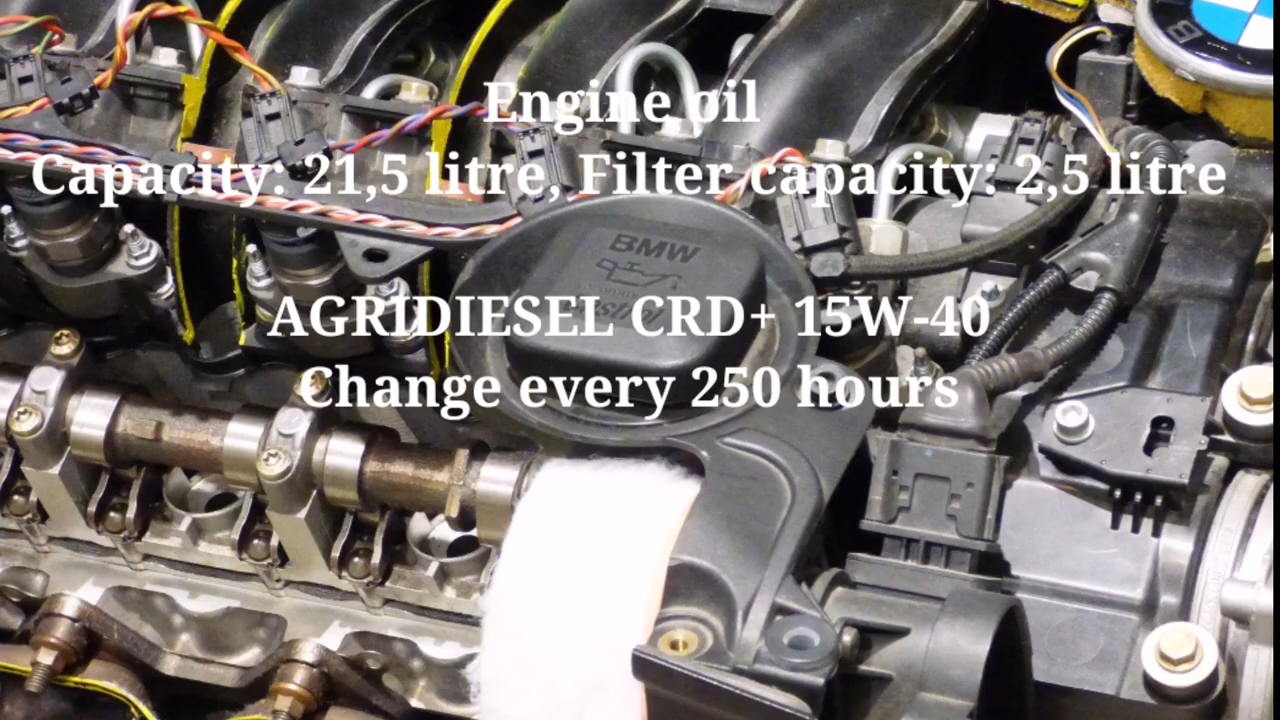 Engine oil
Capacity: 21,5 litre, Filter capacity: 2,5 litre
BMW
AGRIDIESEL CRD+ 15W-40
Change every 250 hours